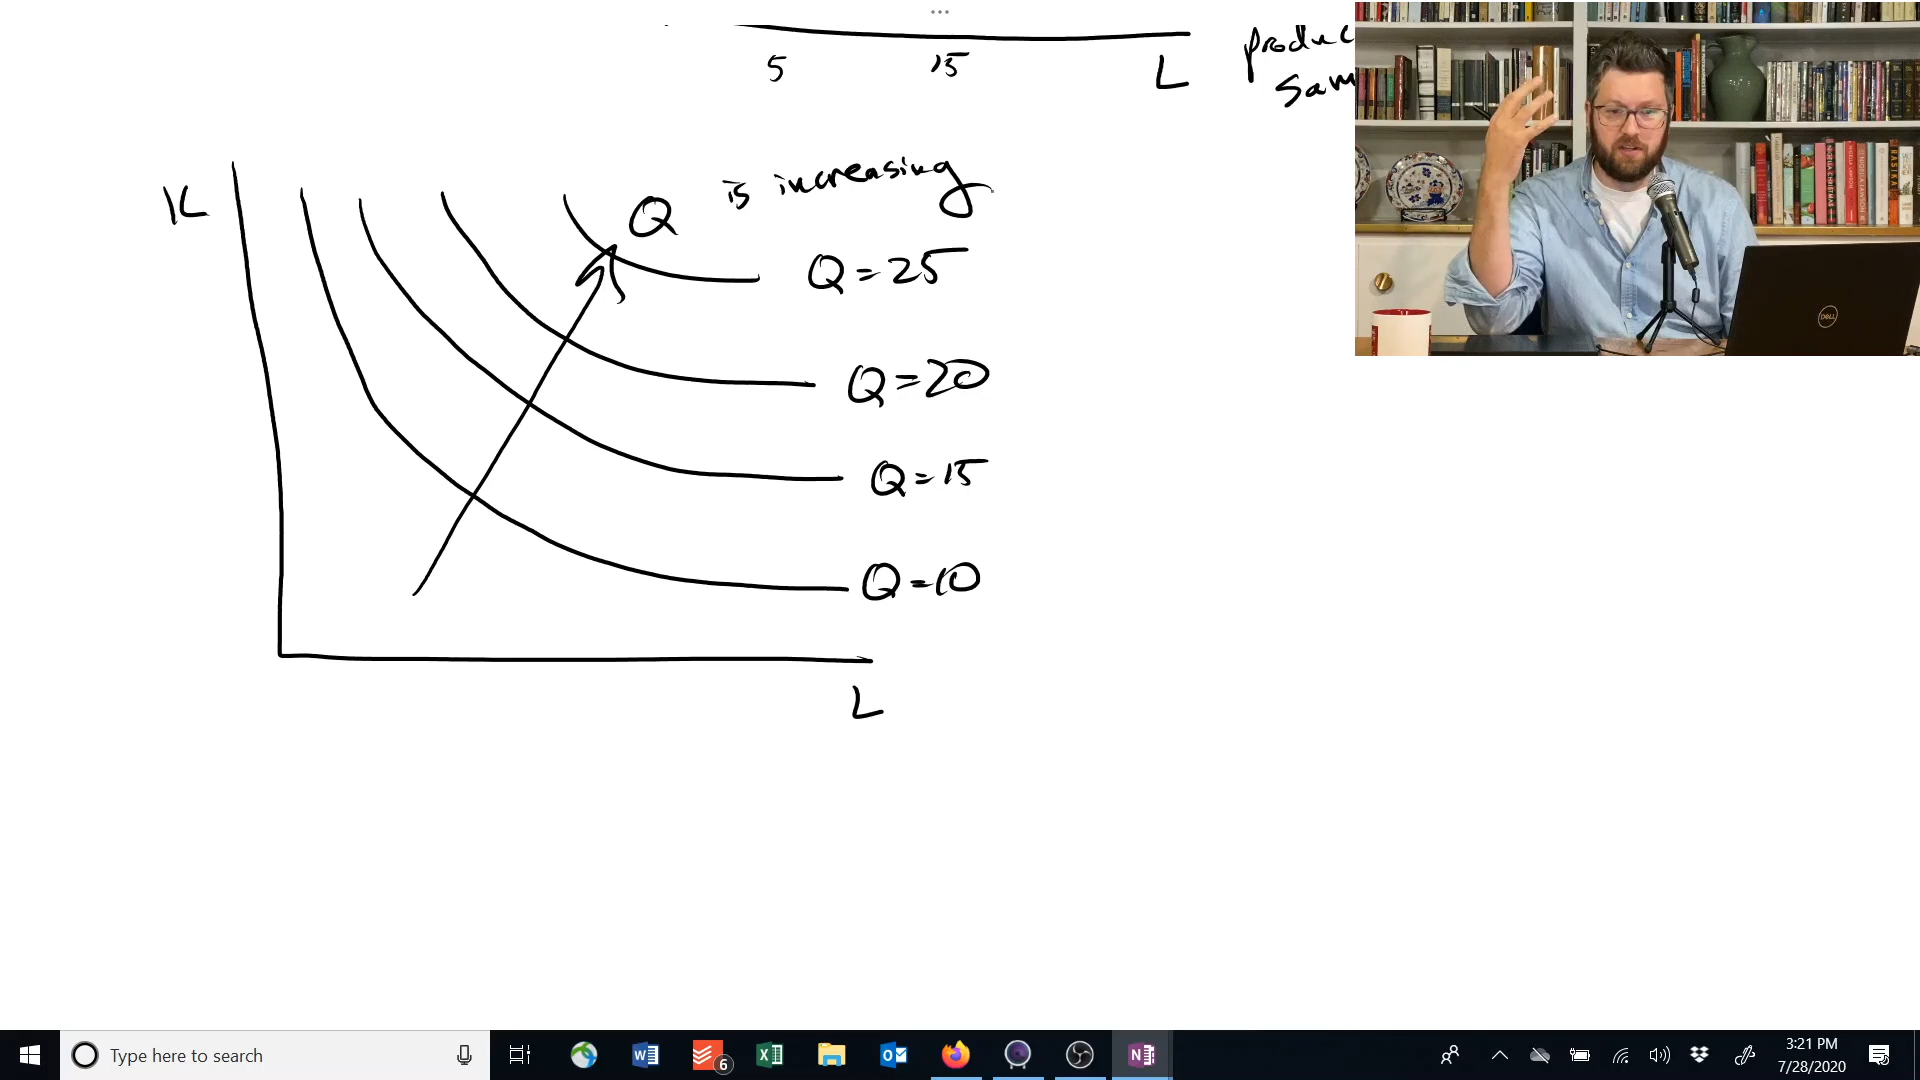 5 15 L
produc
sam
K
Q is increasing
Q = 25
Q = 20
Q = 15
Q = 10
L
DELL
Type here to search
6
3:21 PM
7/28/2020